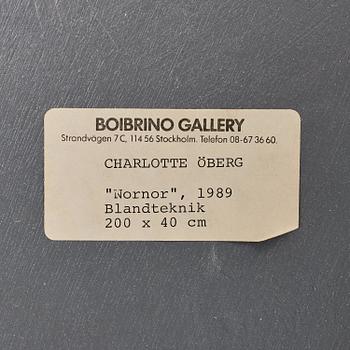 BOIBRINO GALLERY
Strandvägen 7 C, 114 56 Stockholm. Telefon 08-67 36 60.
CHARLOTTE ÖBERG
"Nornor", 1989
Blandteknik
200 x 40 cm